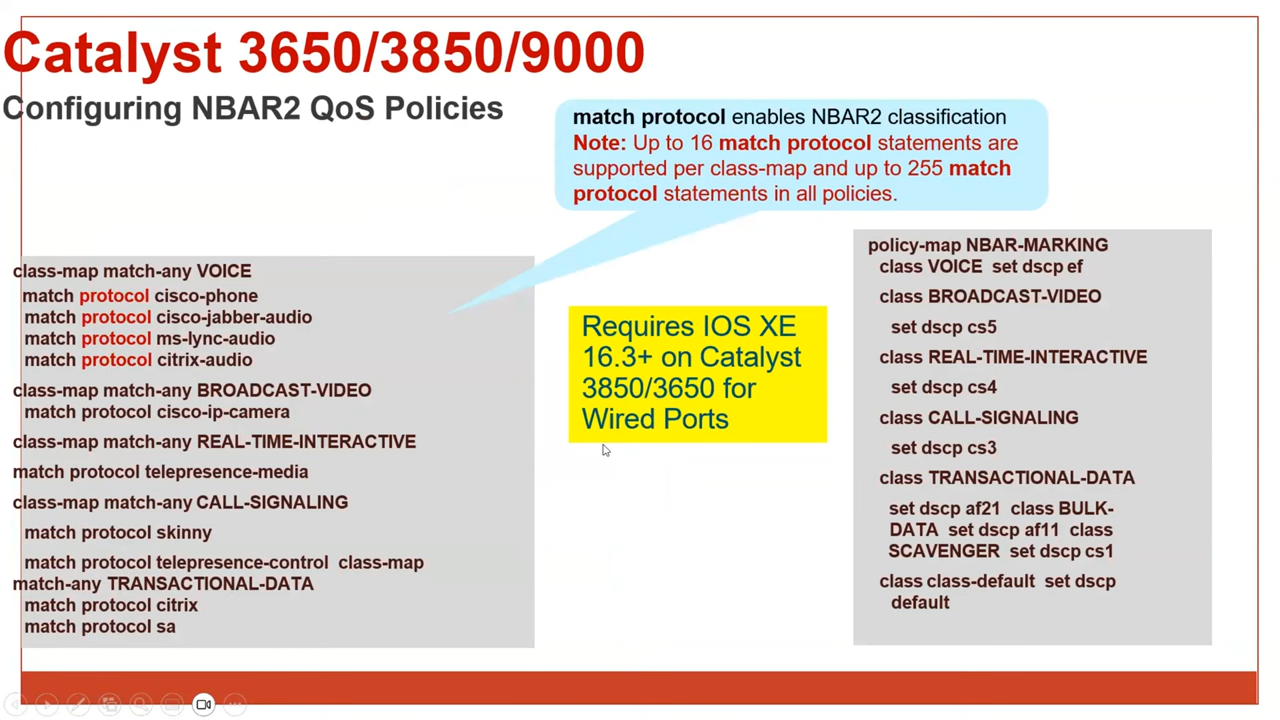 Catalyst 3650/3850/9000
Configuring NBAR2 QoS Policies
match protocol enables NBAR2 classification
Note: Up to 16 match protocol statements are
supported per class-map and up to 255 match
protocol statements in all policies.
class-map match-any VOICE
match protocol cisco-phone
match protocol cisco-jabber-audio
match protocol ms-lync-audio
match protocol citrix-audio
class-map match-any BROADCAST-VIDEO
match protocol cisco-ip-camera
class-map match-any REAL-TIME-INTERACTIVE
match protocol telepresence-media
class-map match-any CALL-SIGNALING
match protocol skinny
match protocol telepresence-control class-map
match-any TRANSACTIONAL-DATA
match protocol citrix
match protocol sa
Requires IOS XE
16.3+ on Catalyst
3850/3650 for
Wired Ports
policy-map NBAR-MARKING
class VOICE set dscp ef
class BROADCAST-VIDEO
set dscp cs5
class REAL-TIME-INTERACTIVE
set dscp cs4
class CALL-SIGNALING
set dscp cs3
class TRANSACTIONAL-DATA
set dscp af21 class BULK-
DATA set dscp af11 class
SCAVENGER set dscp cs1
class class-default set dscp
default